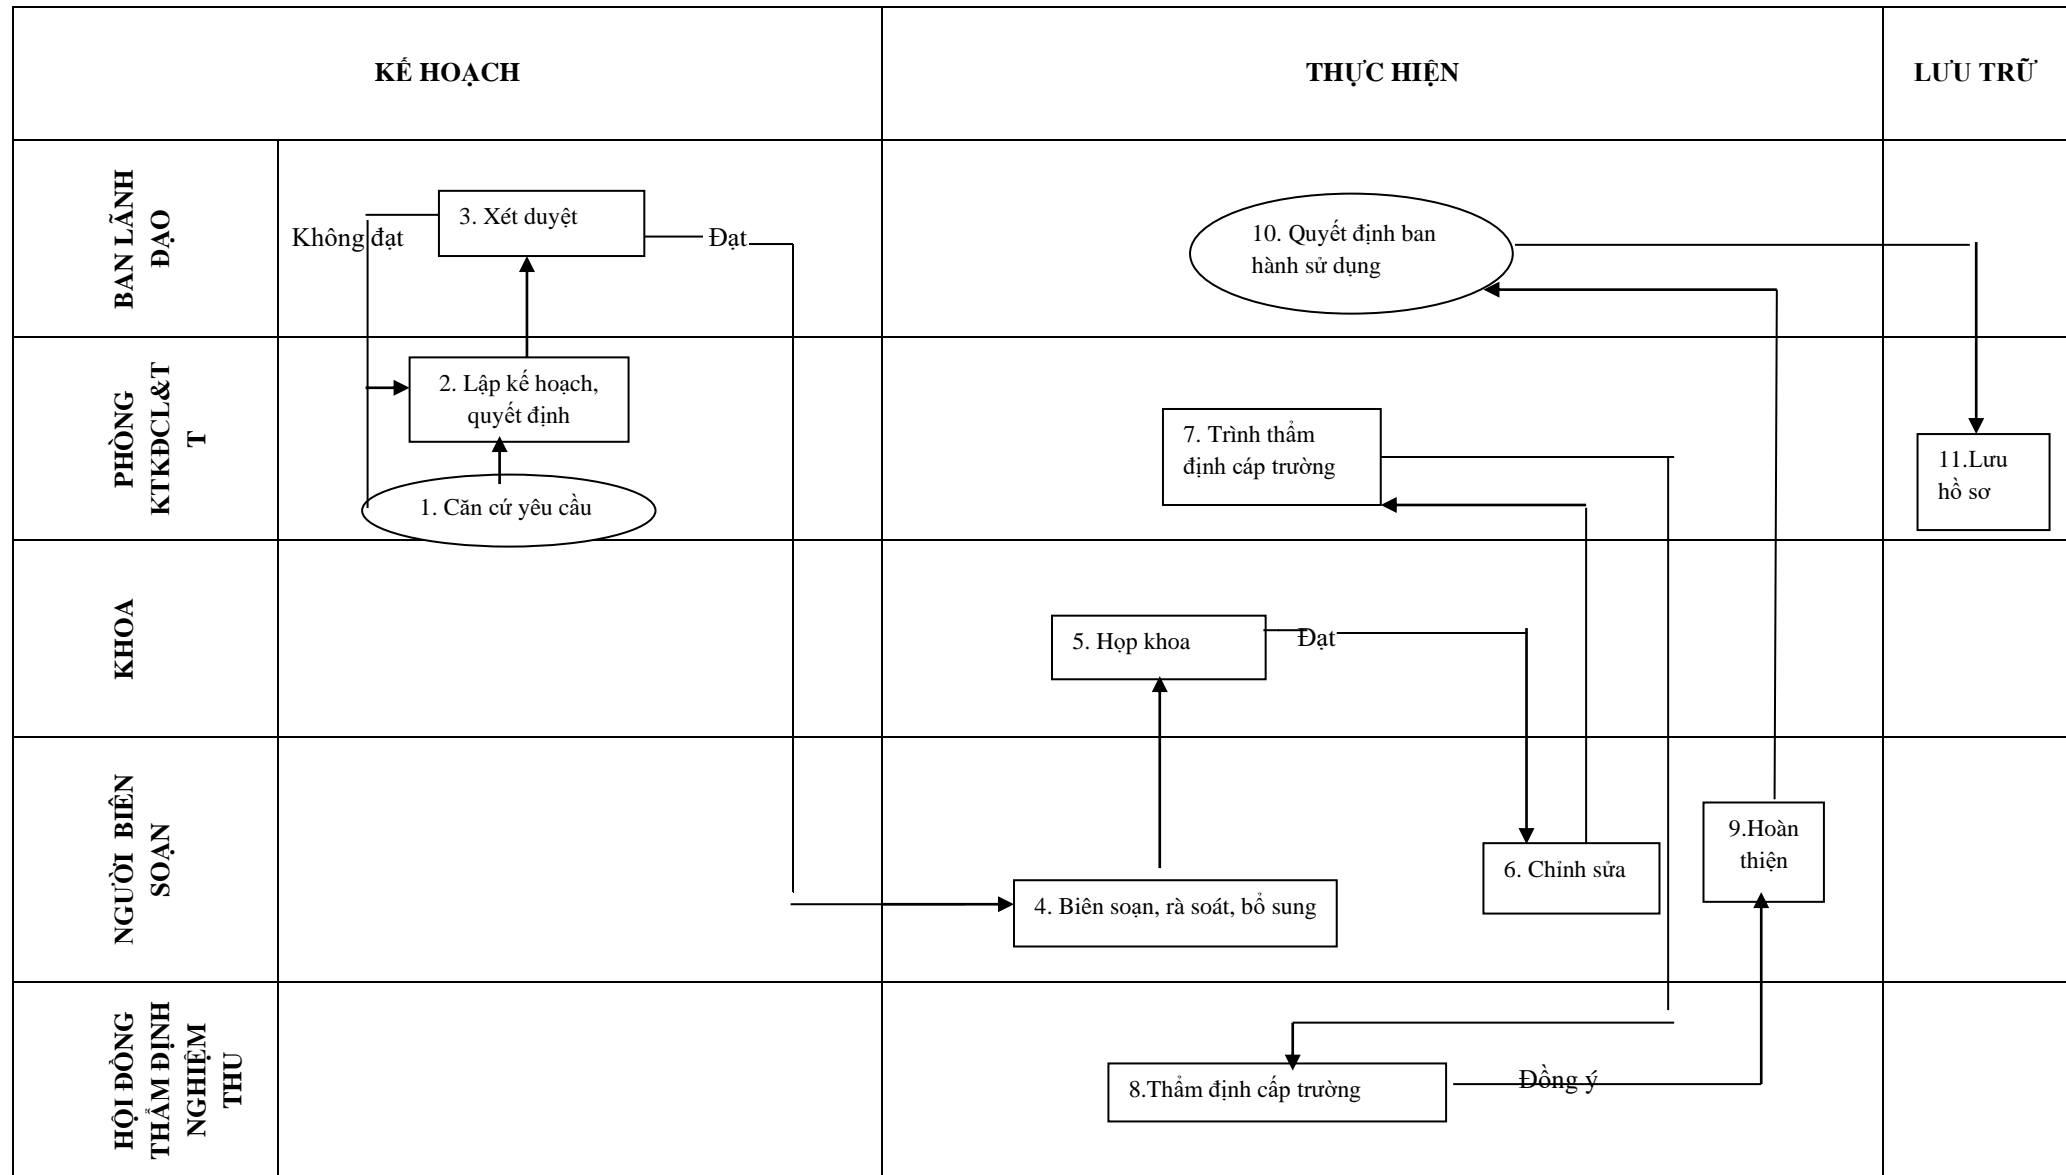 KẾ HOẠCH
THỰC HIỆN
LƯU TRỮ
BAN LÃNH
ĐẠO
Không đạt
3. Xét duyệt
Đạt
10. Quyết định ban
hành sử dụng
PHÒNG
KTKĐCL&T
T
2. Lập kế hoạch,
quyết định
1. Căn cứ yêu cầu
7. Trình thẩm
định cáp trường
11.Lưu
hồ sơ
KHOA
5. Họp khoa
Đạt
NGƯỜI BIÊN
SOẠN
4. Biên soạn, rà soát, bổ sung
6. Chỉnh sửa
9.Hoàn
thiện
HỘI ĐỒNG
THẨM ĐỊNH
NGHIỆM
THU
8.Thẩm định cấp trường
Đồng ý